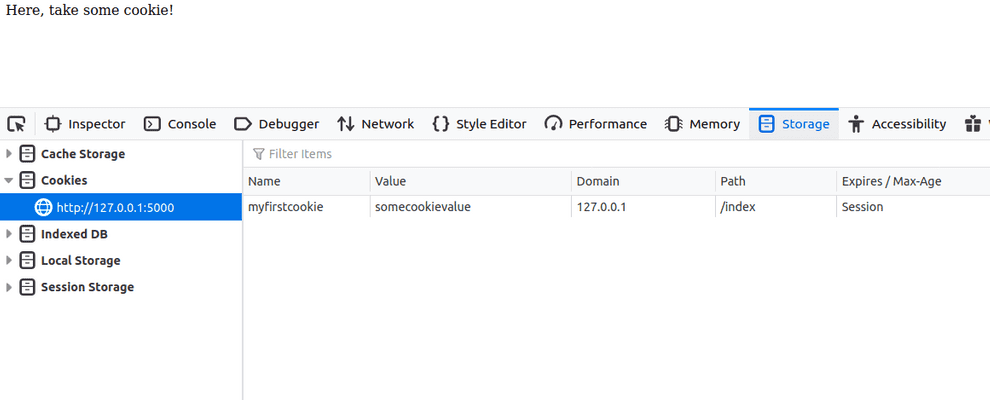 Here, take some cookie!
Inspector Console Debugger Network Style Editor Performance Memory Storage Accessibility
Cache Storage
Filter Items
Cookies
Name Value Domain Path Expires / Max-Age
http://127.0.0.1:5000
myfirstcookie somecookievalue 127.0.0.1 /index Session
Indexed DB
Local Storage
Session Storage